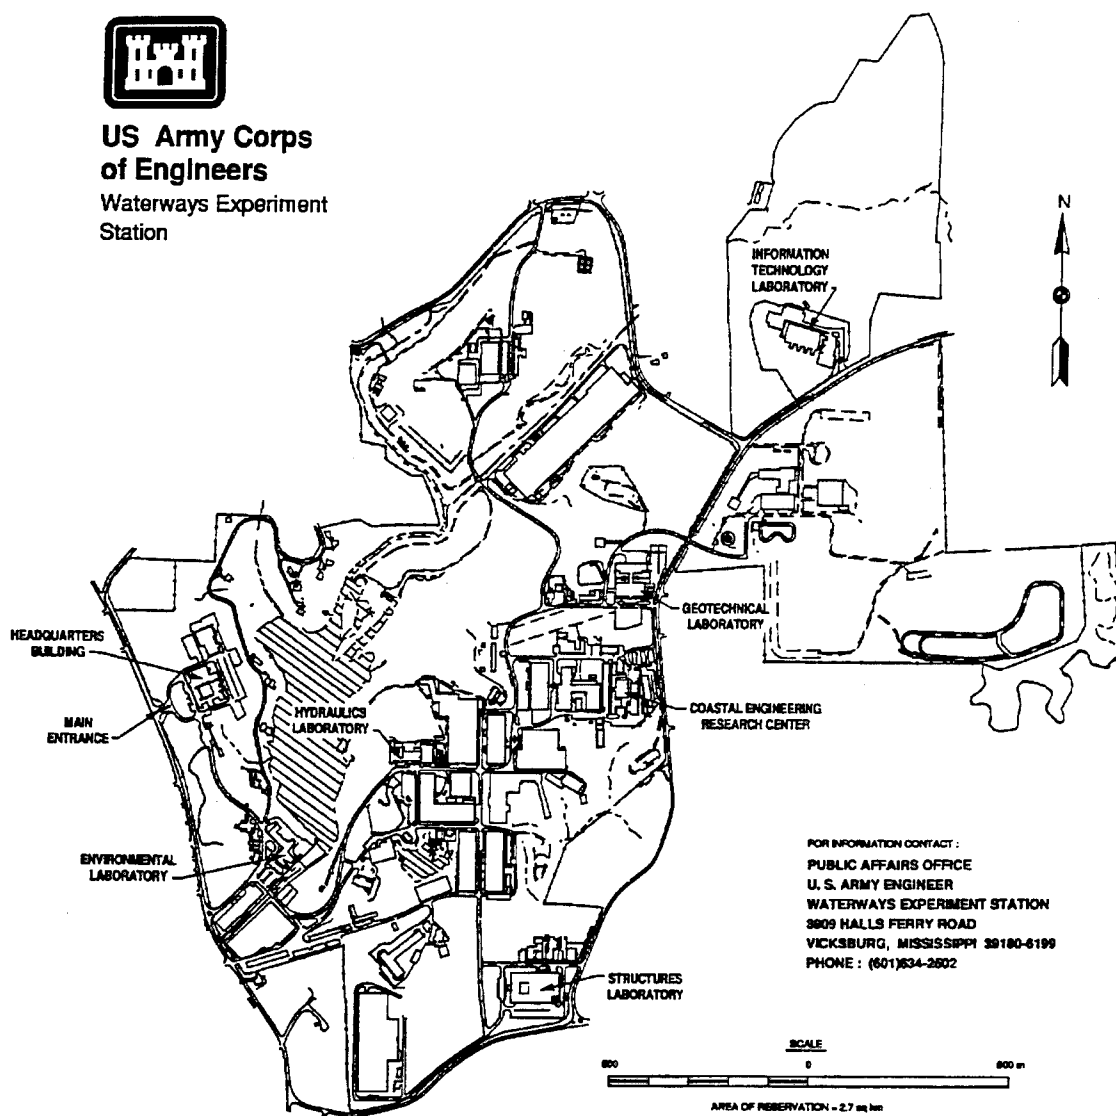 US Army Corps
of Engineers
Waterways Experiment
Station
N
INFORMATION
TECHNOLOGY
LABORATORY
GEOTECHNICAL
LABORATORY
HEADQUARTERS
BUILDING
MAIN
ENTRANCE
HYDRAULICS
LABORATORY
COASTAL ENGINEERING
RESEARCH CENTER
ENVIRONMENTAL
LABORATORY
STRUCTURES
LABORATORY
FOR INFORMATION CONTACT :
PUBLIC AFFAIRS OFFICE
U. S. ARMY ENGINEER
WATERWAYS EXPERIMENT STATION
3909 HALLS FERRY ROAD
VICKSBURG, MISSISSIPPI 39180-6199
PHONE : (601)634-2502
SCALE
500 0 500 m
AREA OF RESERVATION = 2.7 sq km